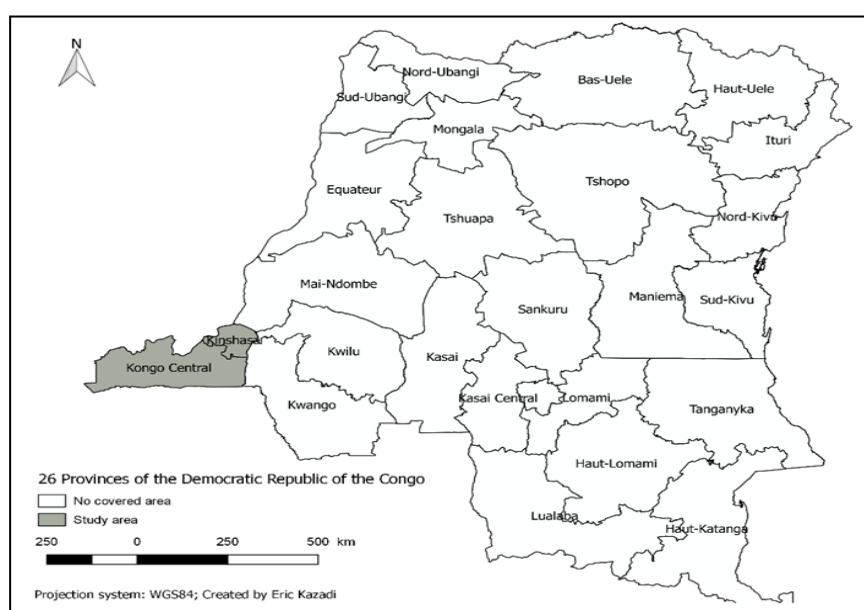 N
Nord-Ubangi
Sud-Ubangi
Bas-Uele
Haut-Uele
Mongala
Ituri
Equateur
Tshopo
Tshuapa
Nord-Kivu
Mai-Ndombe
Sankuru
Maniema
Sud-Kivu
Kinshasa
Kongo Central
Kwilu
Kasai
Kwango
Kasai Central
Lomami
Tanganyka
Haut-Lomami
Lualaba
Haut-Katanga
26 Provinces of the Democratic Republic of the Congo
No covered area
Study area
250 0 250 500 km
Projection system: WGS84; Created by Eric Kazadi